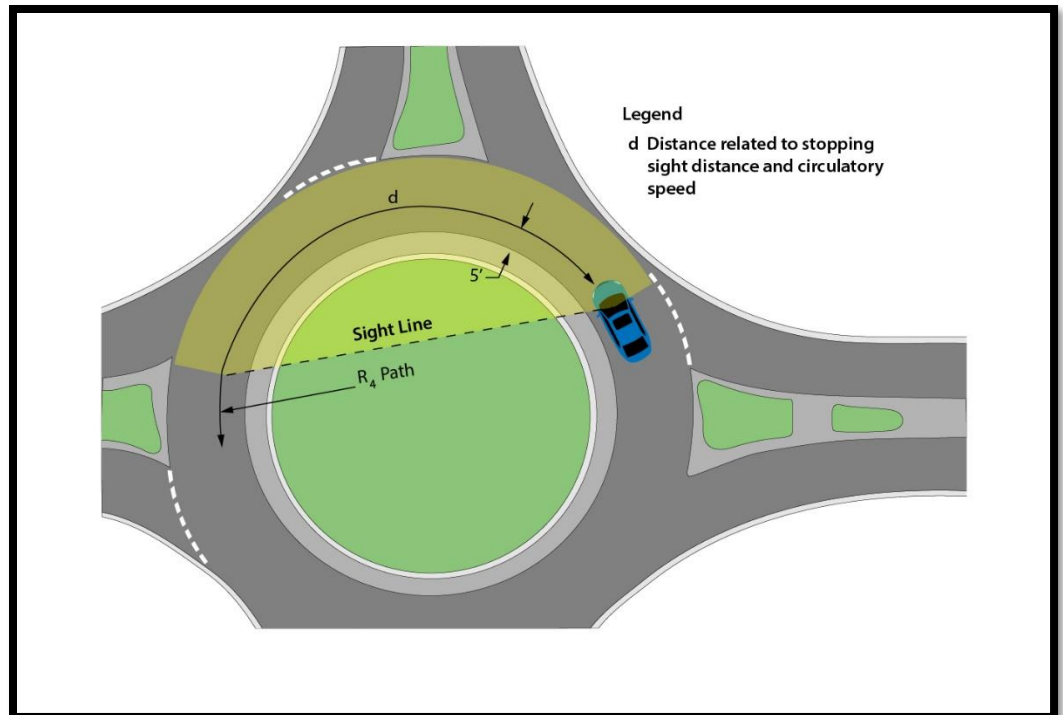 Legend
d Distance related to stopping
sight distance and circulatory
speed
d
5'
Sight Line
R₄ Path